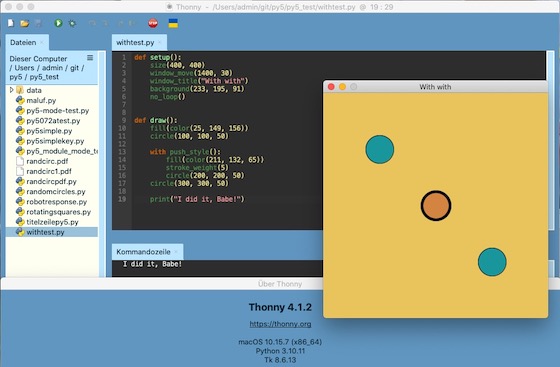 Thonny - /Users/admin/git/py5/py5_test/withtest.py @ 19 : 29
Dateien
Dieser Computer
/ Users / admin / git /
py5 / py5_test
data
maluf.py
py5-mode-test.py
py5072atest.py
py5simple.py
py5simplekey.py
py5_module_mode_te
randcirc.pdf
randcirc1.pdf
randcircpdf.py
randomcircles.py
robotresponse.py
rotatingsquares.py
titelzeilepy5.py
withtest.py
withtest.py
1 def setup():
2     size(400, 400)
3     window_move(1400, 30)
4     window_title("With with")
5     background(233, 195, 91)
6     no_loop()
7
8
9 def draw():
10     fill(color(25, 149, 156))
11     circle(100, 100, 50)
12
13     with push_style():
14         fill(color(211, 132, 65))
15         stroke_weight(5)
16         circle(200, 200, 50)
17     circle(300, 300, 50)
18
19     print("I did it, Babe!")
Kommandozeile
I did it, Babe!
With with
Über Thonny
Thonny 4.1.2
https://thonny.org
macOS 10.15.7 (x86_64)
Python 3.10.11
Tk 8.6.13